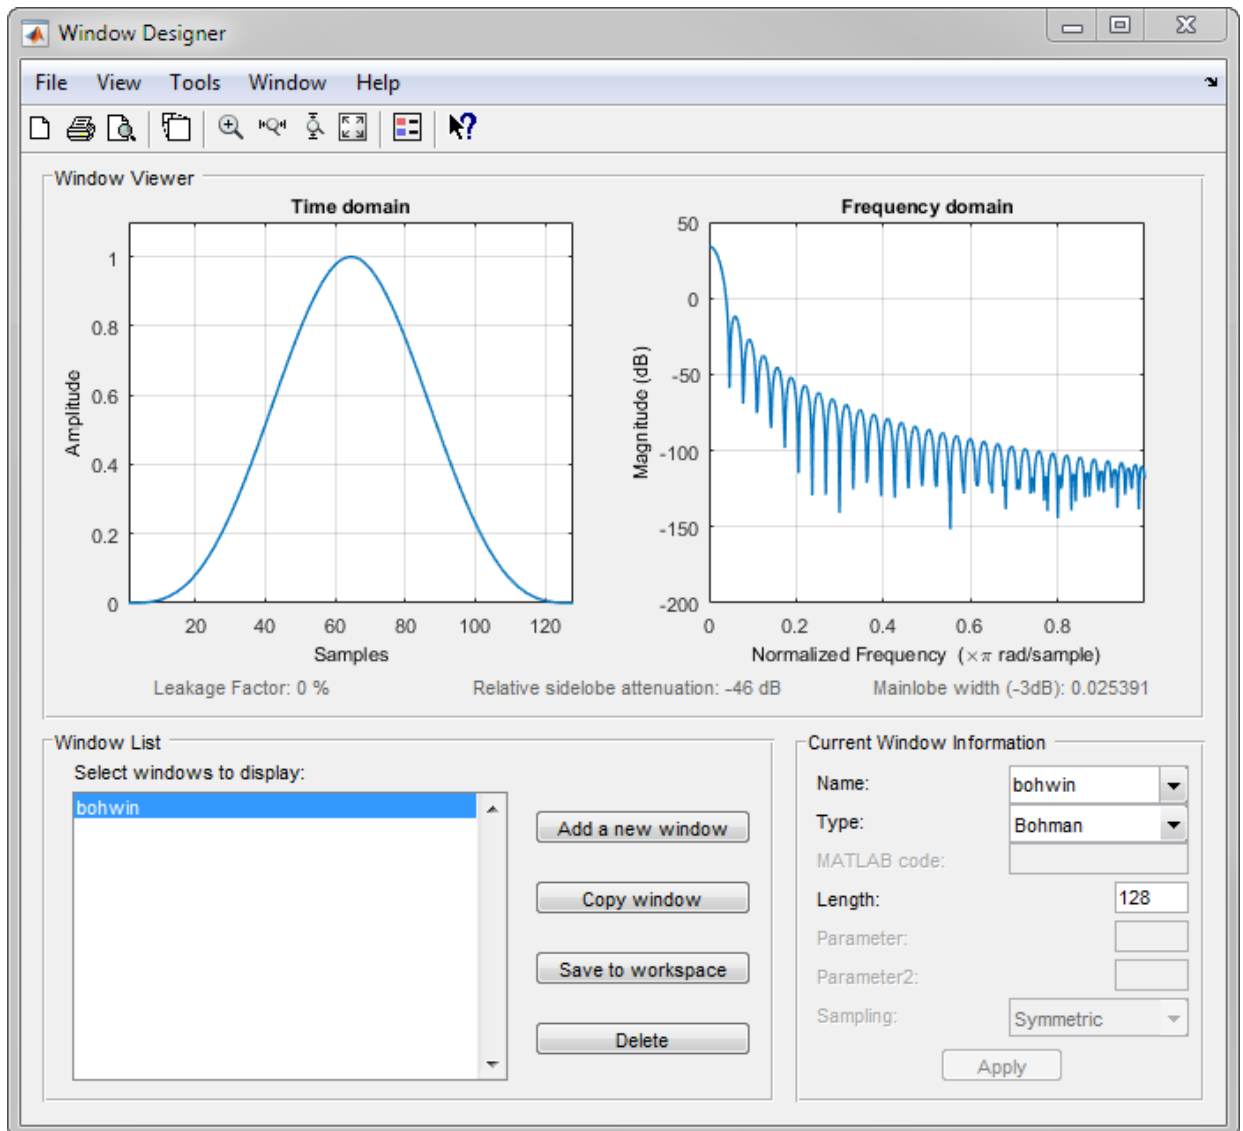 Window Designer
File View Tools Window Help
Window Viewer
Time domain
Amplitude
1
0.8
0.6
0.4
0.2
0
20 40 60 80 100 120
Samples
Frequency domain
Magnitude (dB)
50
0
-50
-100
-150
-200
0 0.2 0.4 0.6 0.8
Normalized Frequency (×π rad/sample)
Leakage Factor: 0 % Relative sidelobe attenuation: -46 dB Mainlobe width (-3dB): 0.025391
Window List
Select windows to display:
bohwin
Add a new window
Copy window
Save to workspace
Delete
Current Window Information
Name: bohwin
Type: Bohman
MATLAB code:
Length: 128
Parameter:
Parameter2:
Sampling: Symmetric
Apply